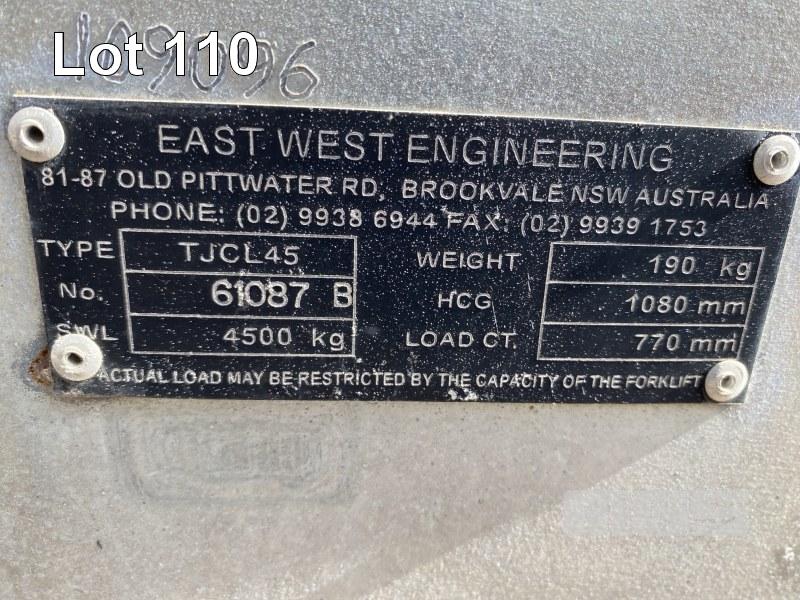 Lot 110
109096
EAST WEST ENGINEERING
81-87 OLD PITTWATER RD, BROOKVALE NSW AUSTRALIA
PHONE: (02) 9938 6944 FAX: (02) 9939 1753
TYPE TJCL45 WEIGHT 190 kg
No. 61087 B HCG 1080 mm
SWL 4500 kg LOAD CT. 770 mm
ACTUAL LOAD MAY BE RESTRICTED BY THE CAPACITY OF THE FORKLIFT